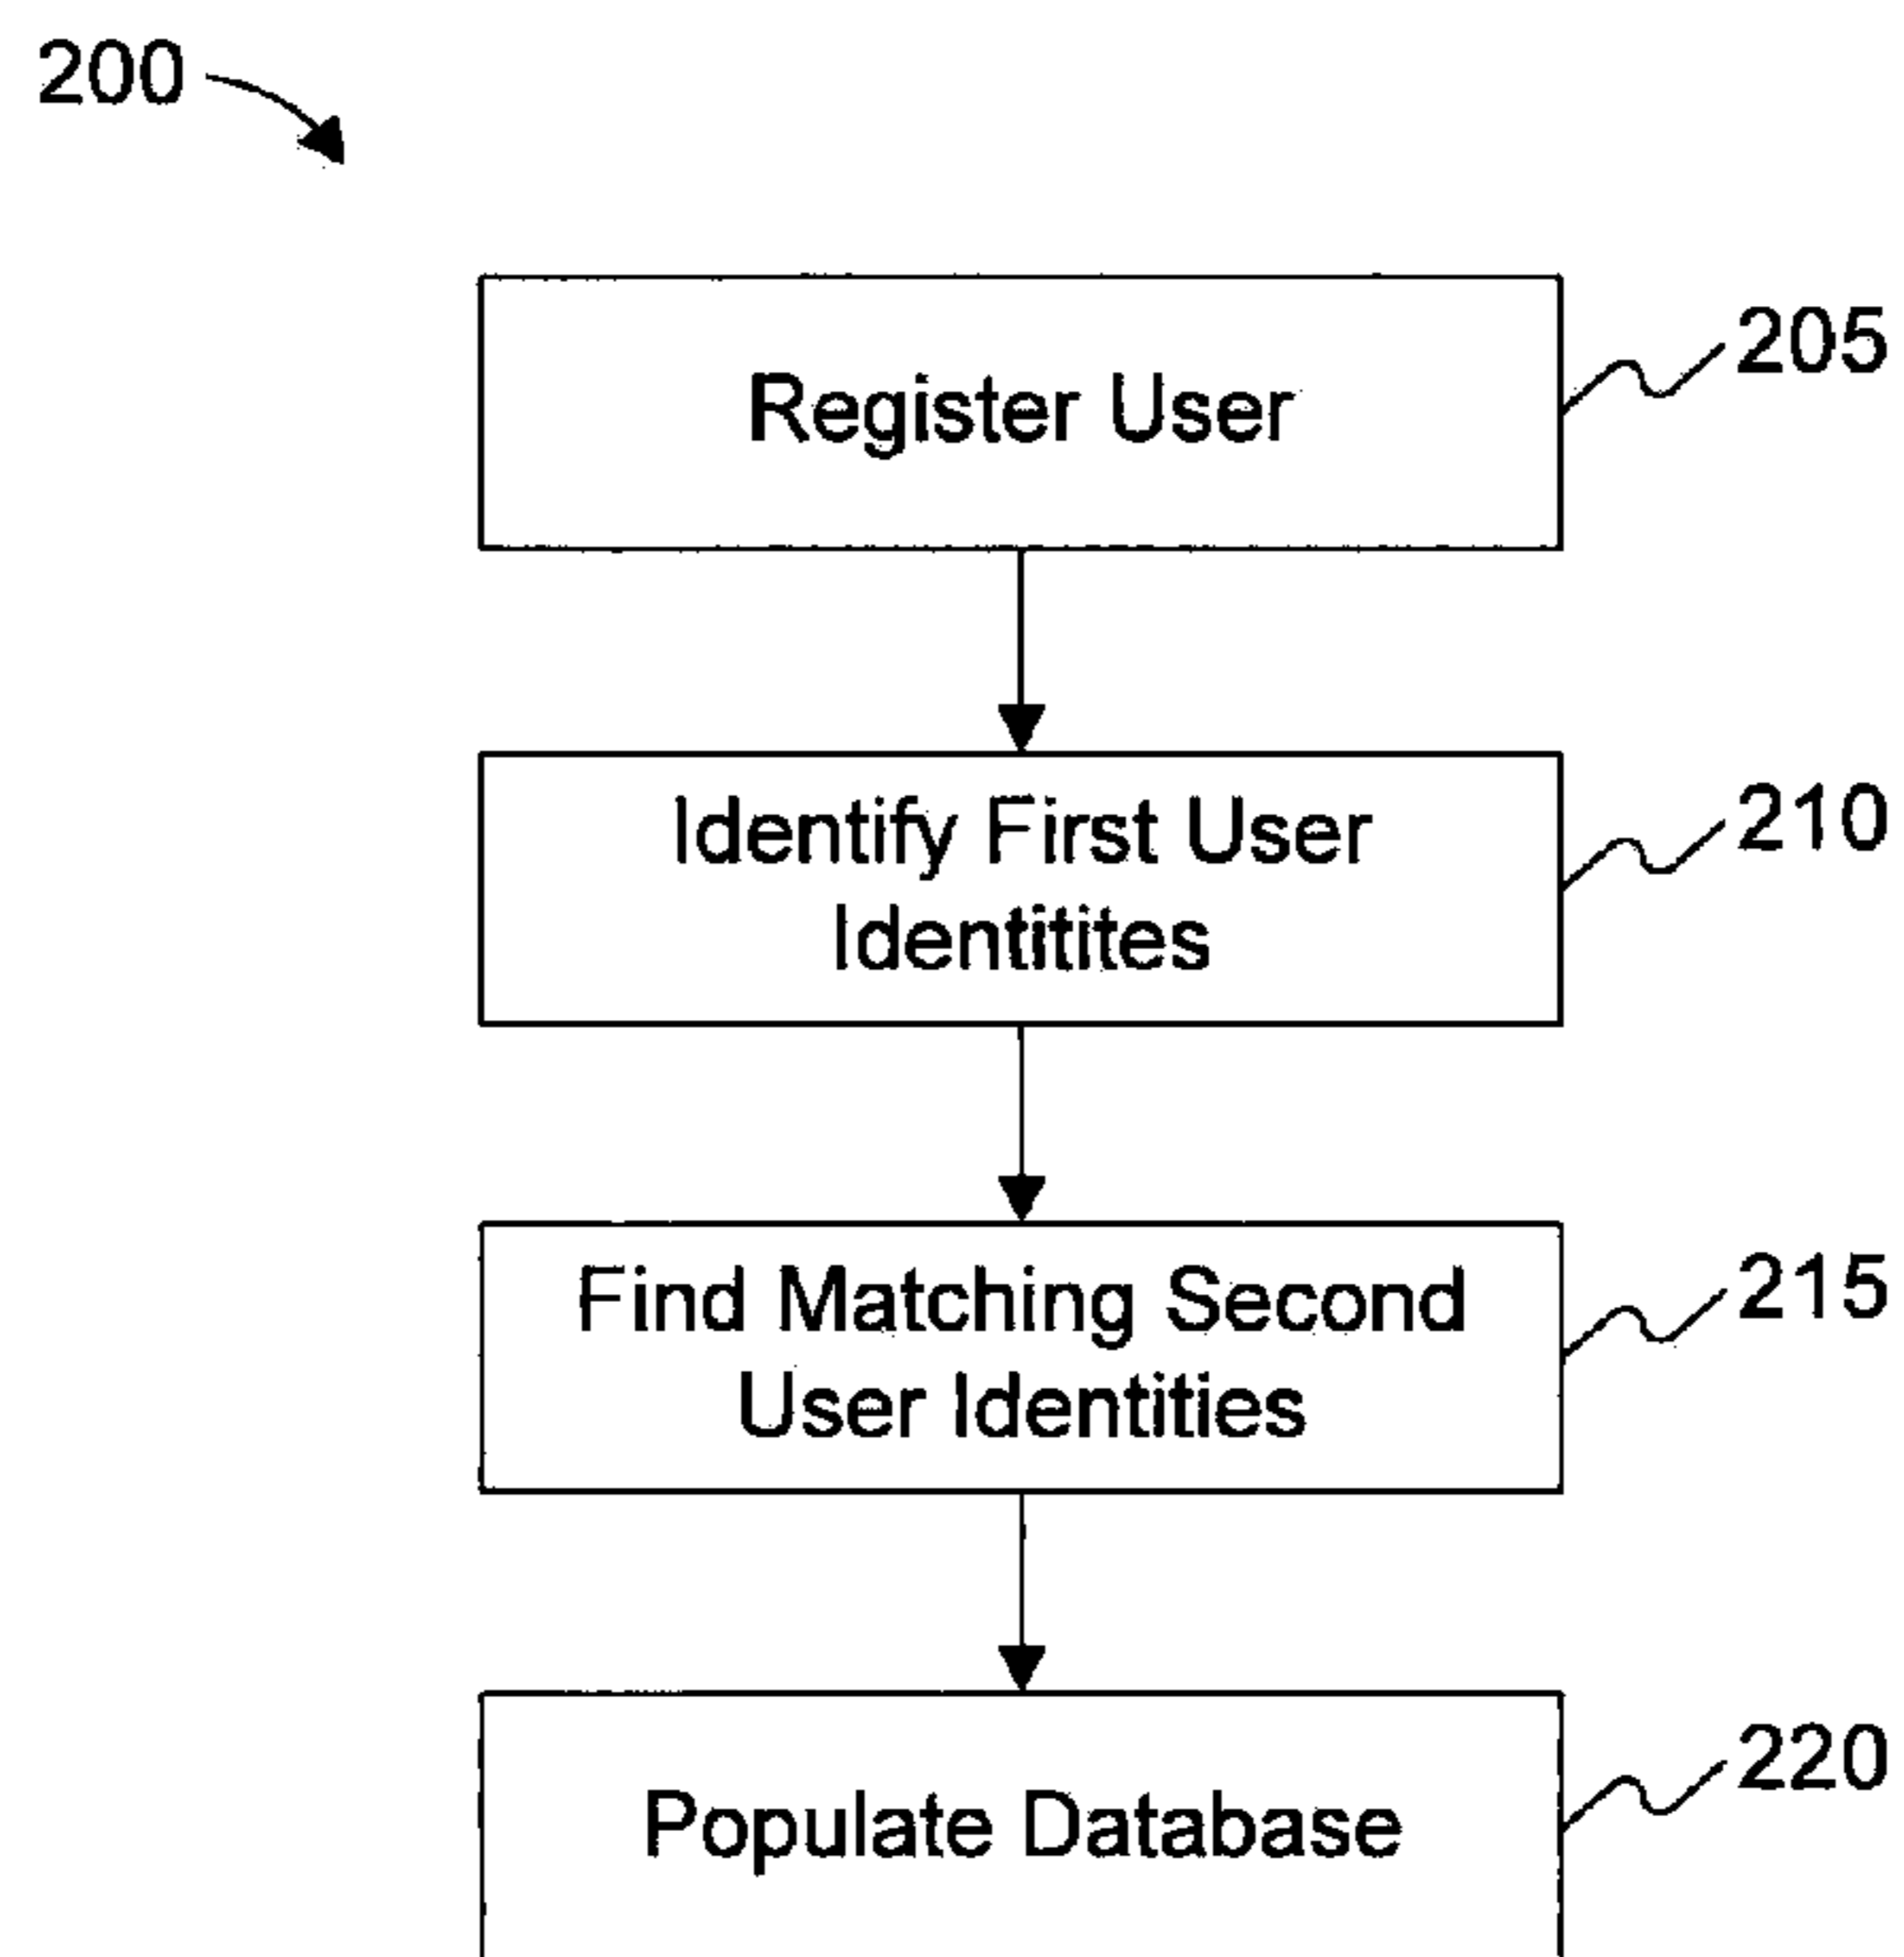 200
Register User
205
Identify First User
Identitites
210
Find Matching Second
User Identities
215
Populate Database
220